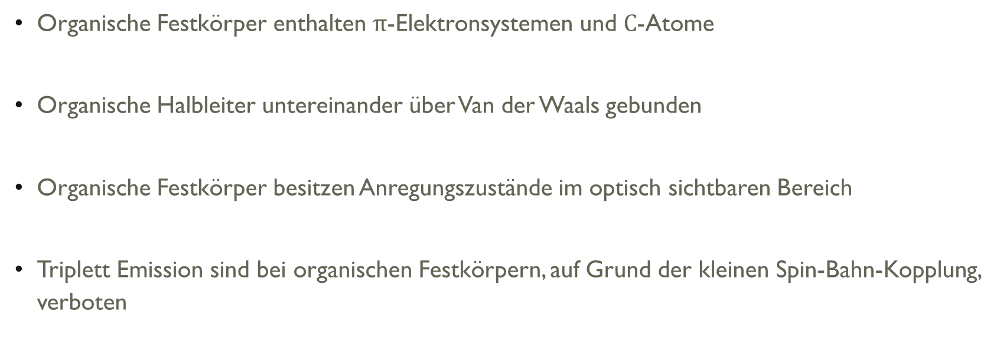 • Organische Festkörper enthalten π-Elektronsystemen und C-Atome
• Organische Halbleiter untereinander über Van der Waals gebunden
• Organische Festkörper besitzen Anregungszustände im optisch sichtbaren Bereich
• Triplett Emission sind bei organischen Festkörpern, auf Grund der kleinen Spin-Bahn-Kopplung,
verboten